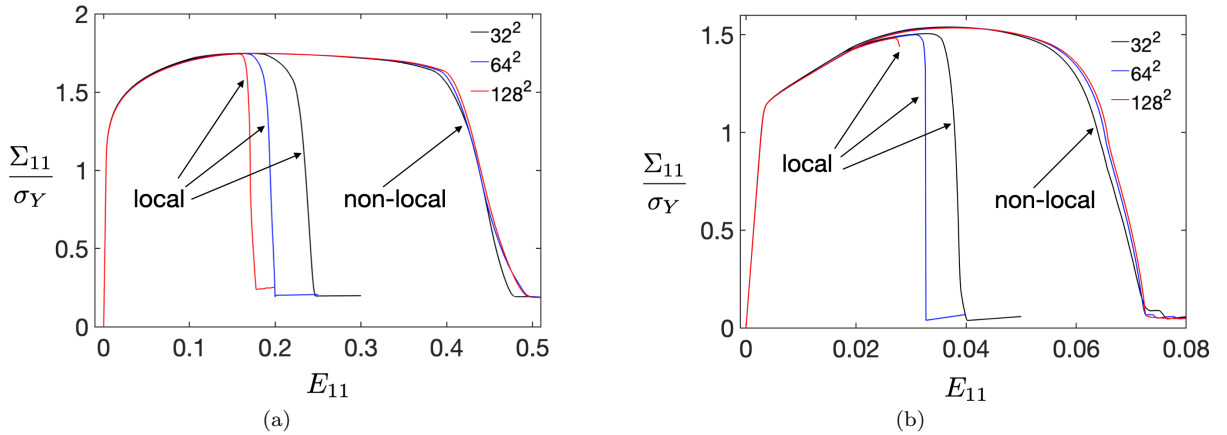 2
1.5
1
0.5
0
0 0.1 0.2 0.3 0.4 0.5
Σ₁₁
σ_Y
E₁₁
local
non-local
32²
64²
128²
(a)
1.5
1
0.5
0
0 0.02 0.04 0.06 0.08
Σ₁₁
σ_Y
E₁₁
local
non-local
32²
64²
128²
(b)